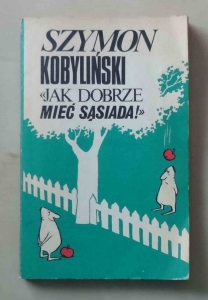 SZYMON
KOBYLIŃSKI
«JAK DOBRZE
MIEĆ SĄSIADA!»